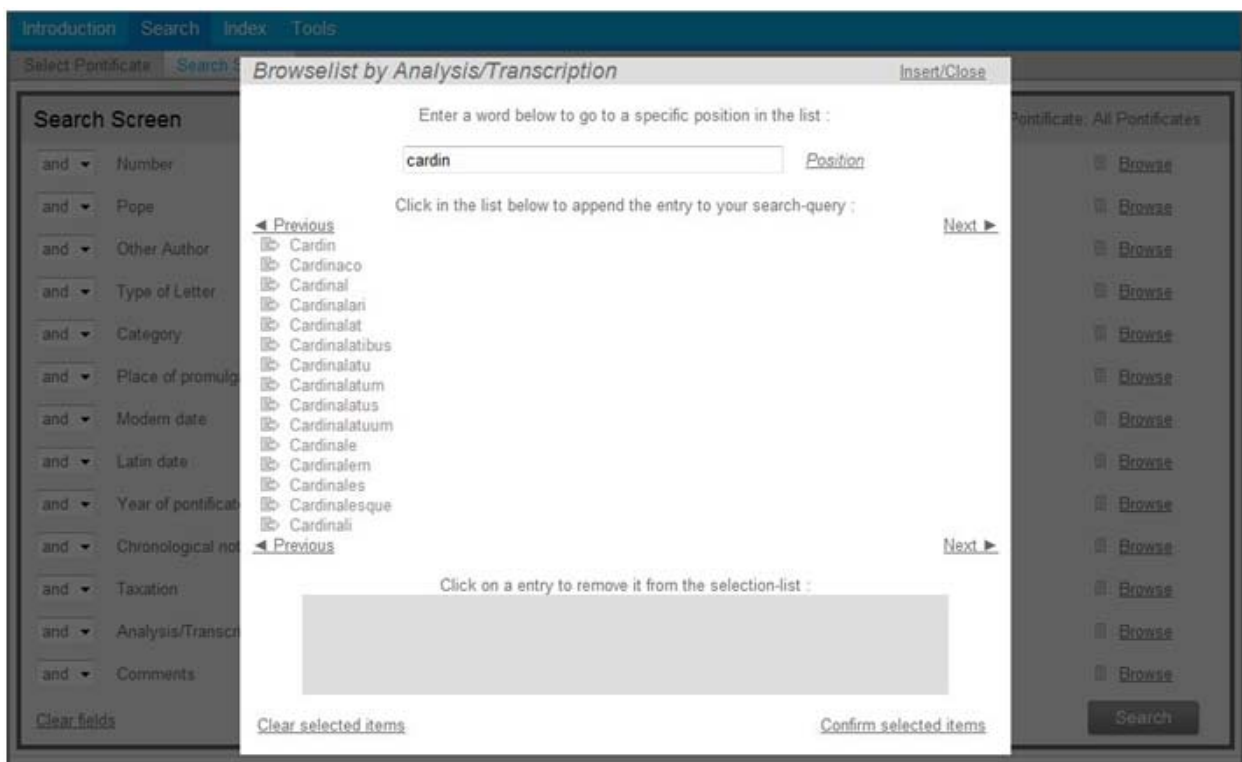 Introduction Search Index Tools
Select Pontificate Search S
Browselist by Analysis/Transcription Insert/Close
Search Screen Pontificate: All Pontificates
Enter a word below to go to a specific position in the list :
cardin Position
Click in the list below to append the entry to your search-query :
◄ Previous Next ►
Cardin
Cardinaco
Cardinal
Cardinalari
Cardinalat
Cardinalatibus
Cardinalatu
Cardinalatum
Cardinalatus
Cardinalatuum
Cardinale
Cardinalem
Cardinales
Cardinalesque
Cardinali
◄ Previous Next ►
Click on a entry to remove it from the selection-list :
Clear selected items Confirm selected items
and Number Browse
and Pope Browse
and Other Author Browse
and Type of Letter Browse
and Category Browse
and Place of promulg Browse
and Modern date Browse
and Latin date Browse
and Year of pontificat Browse
and Chronological not Browse
and Taxation Browse
and Analysis/Transcri Browse
and Comments Browse
Clear fields Search